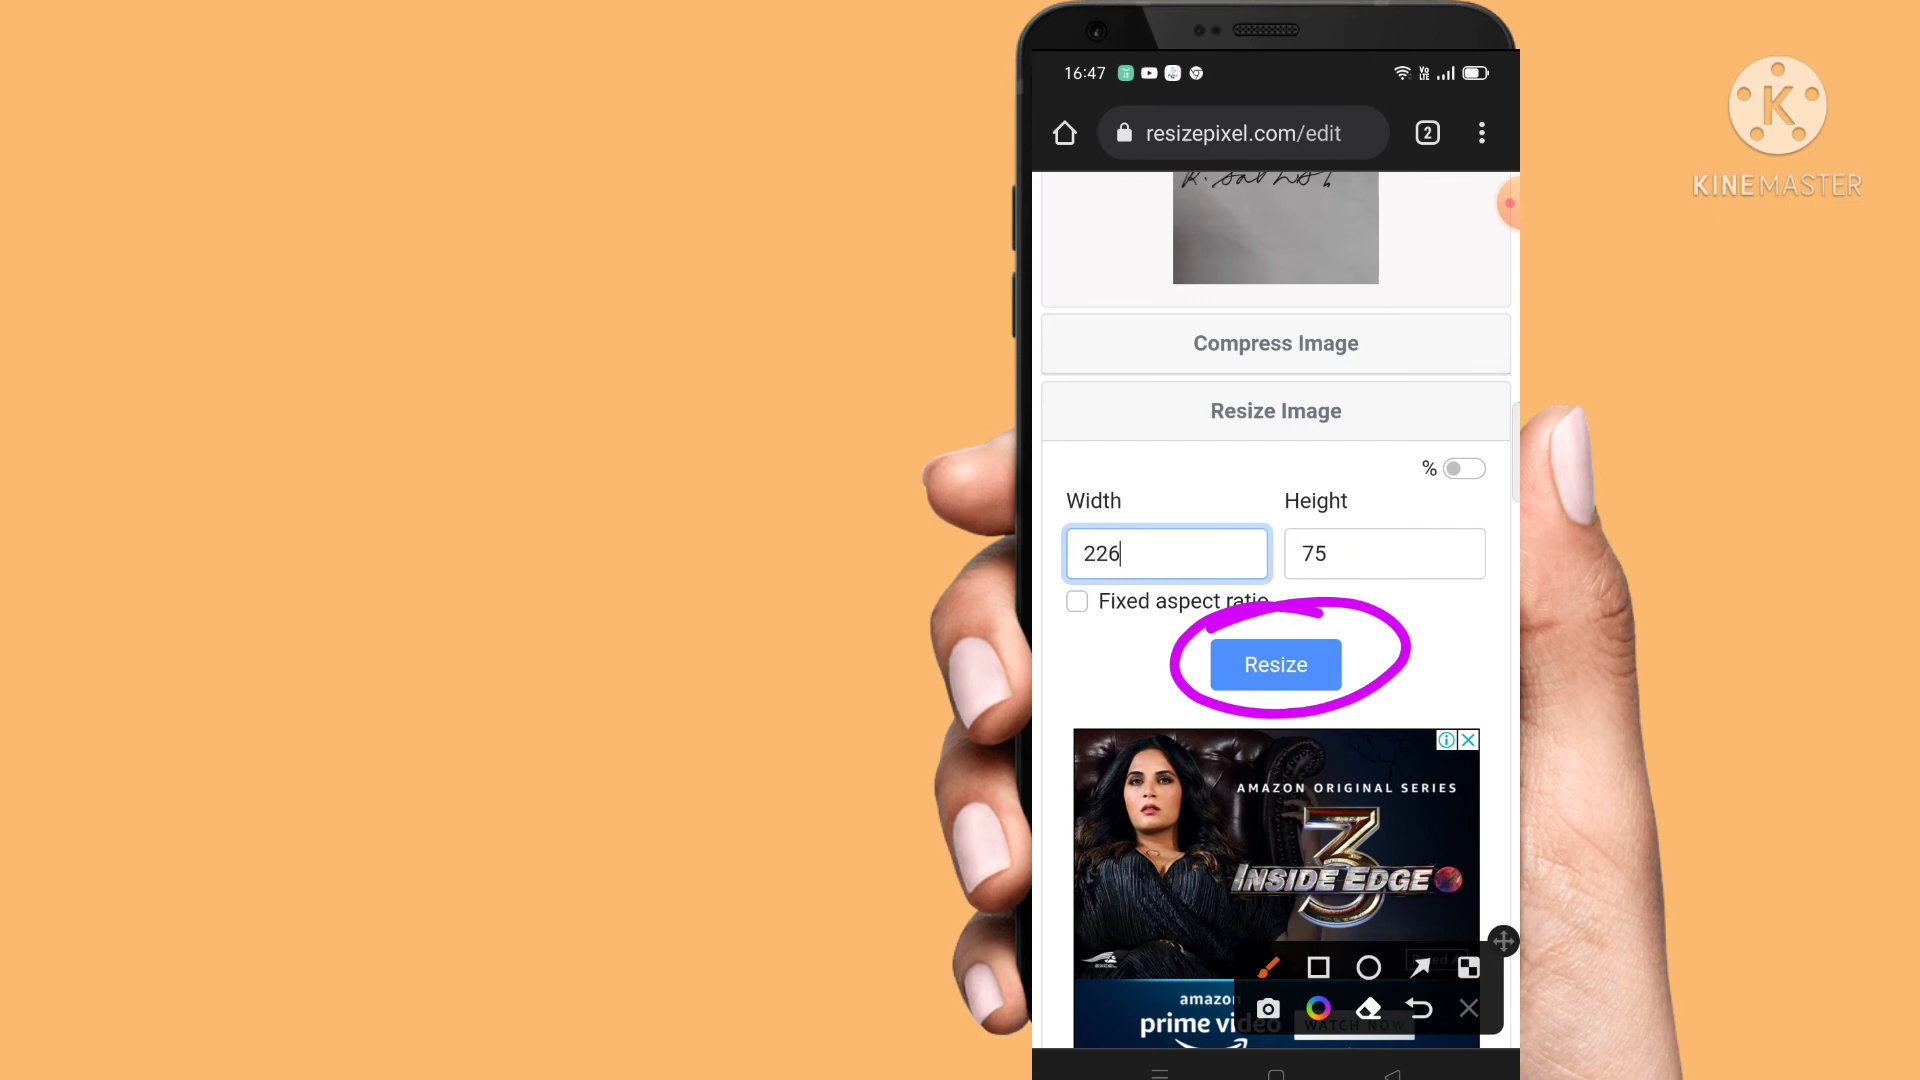 16:47
resizepixel.com/edit
2
K
KINEMASTER
Compress Image
Resize Image
%
Width
Height
226
75
Fixed aspect ratio
Resize
AMAZON ORIGINAL SERIES
3
INSIDE EDGE
EXCEL
amazon
prime video
WATCH NOW